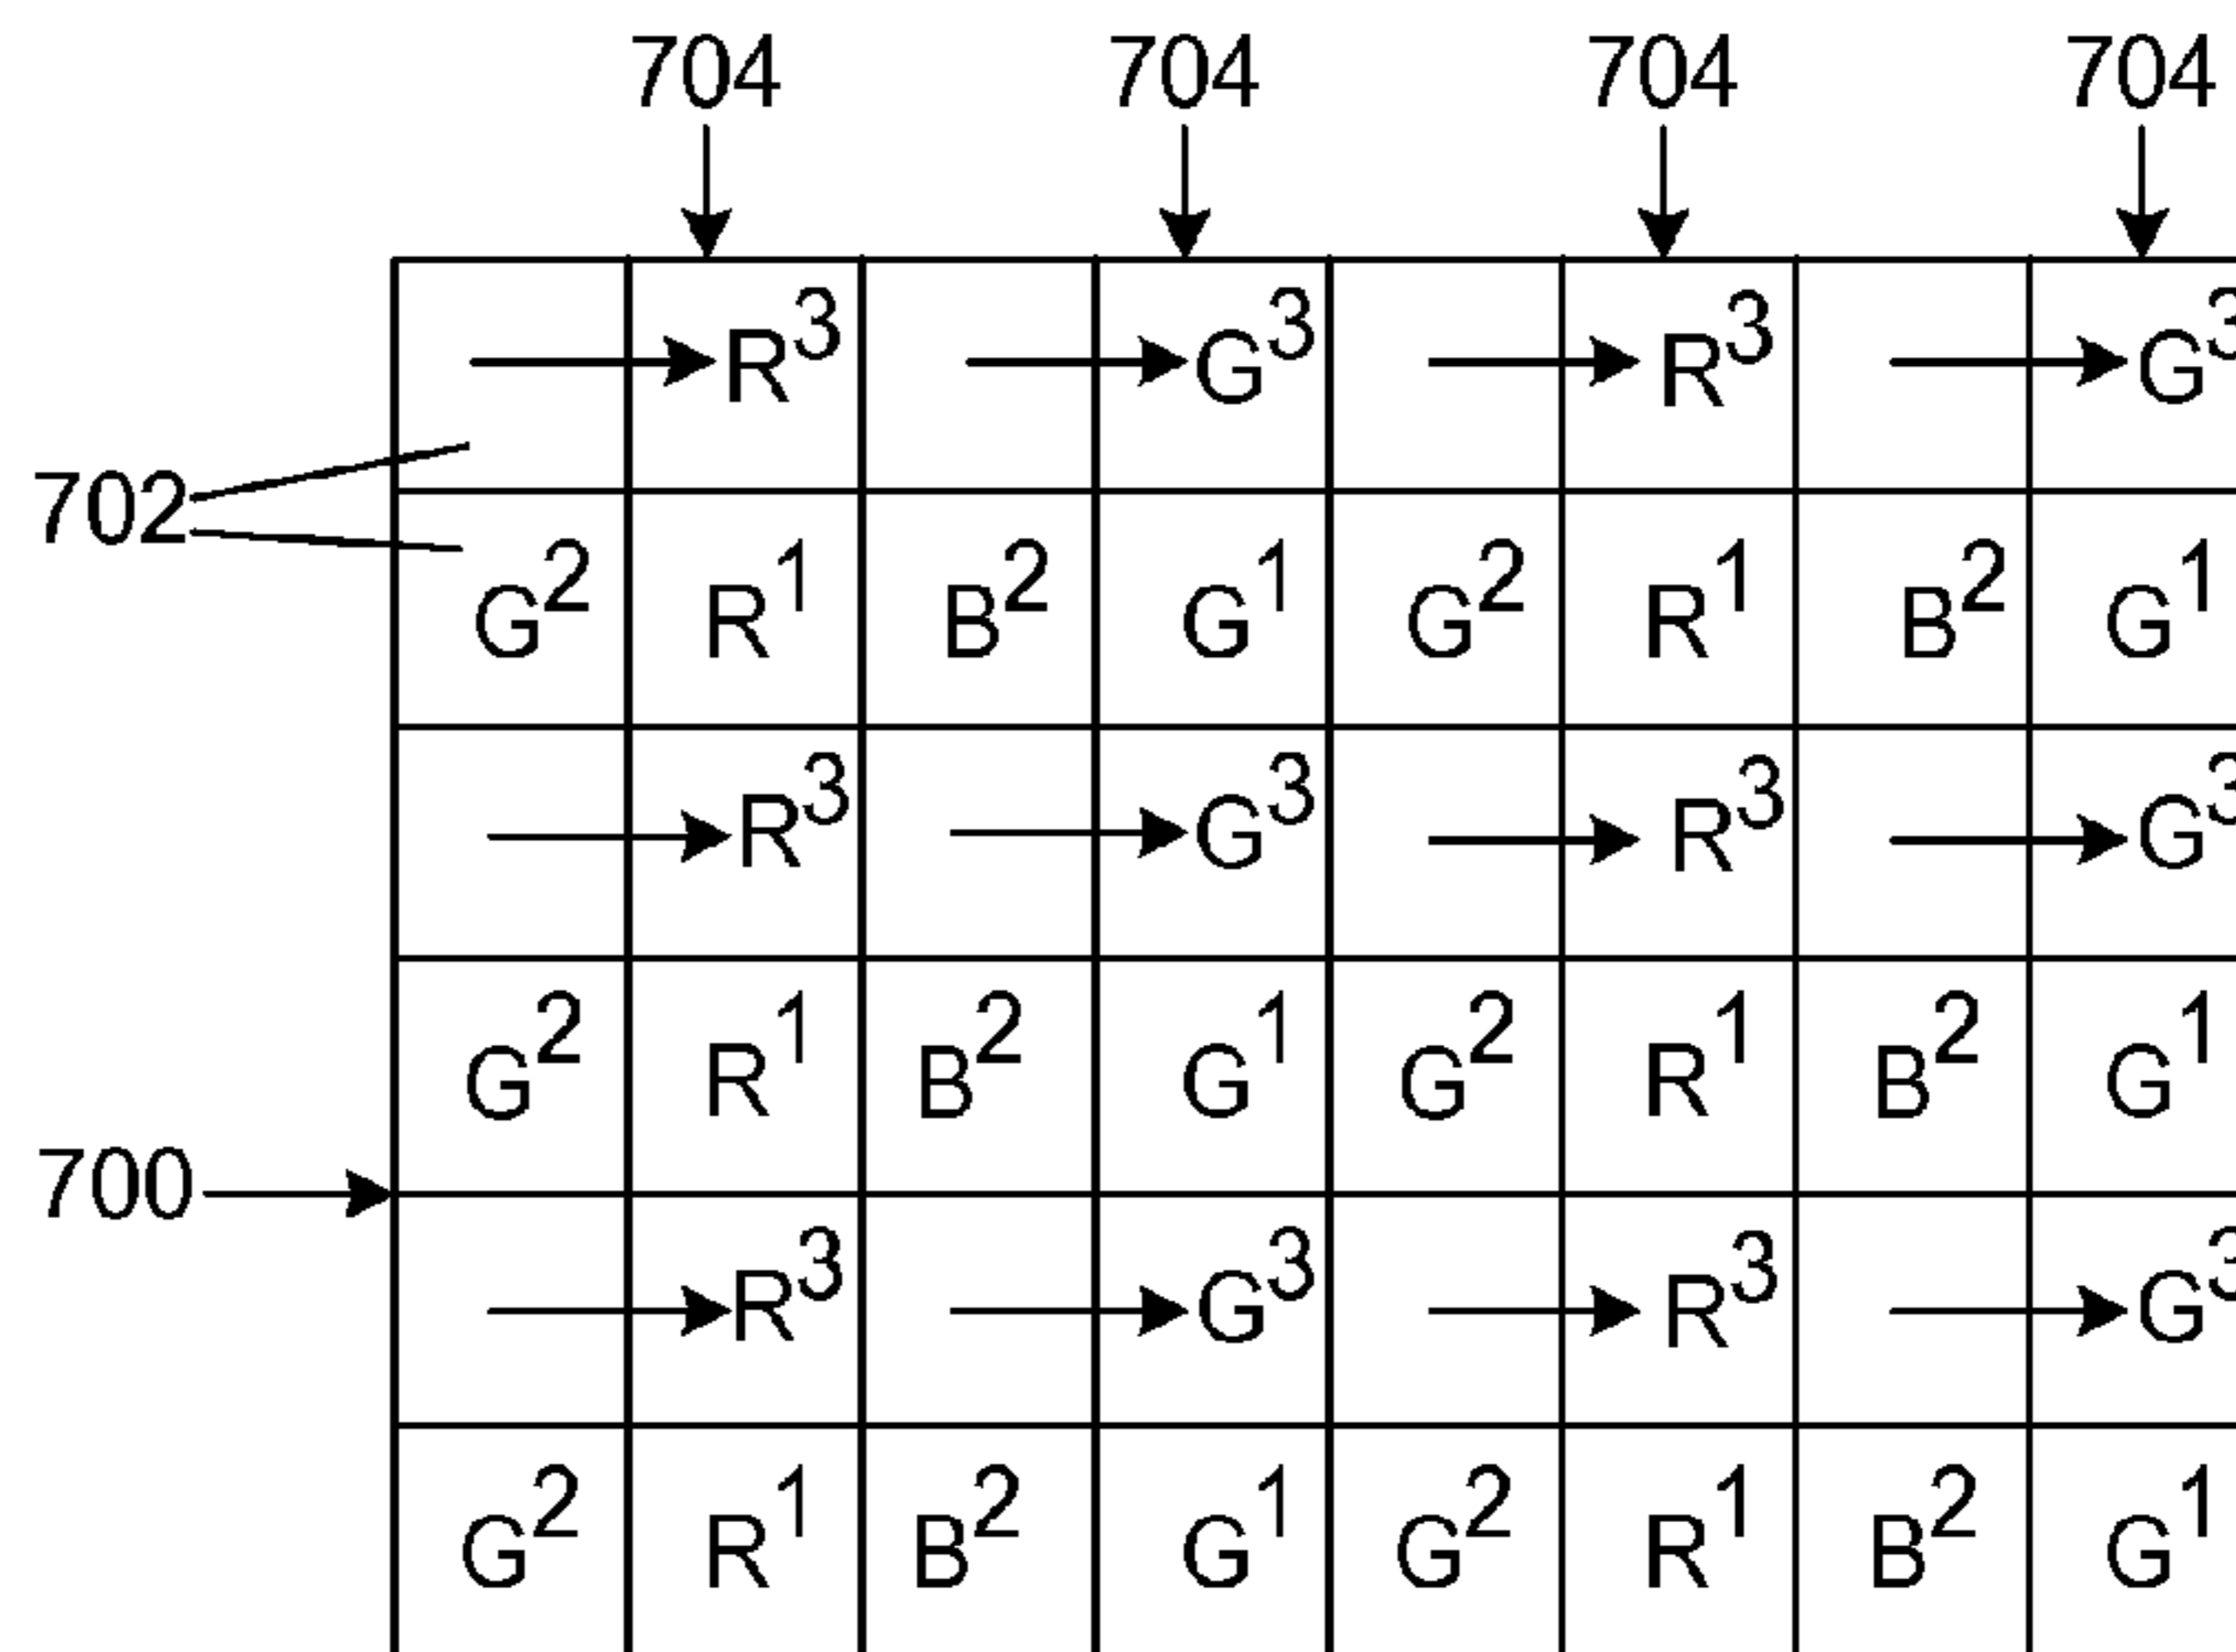 704 704 704 704
R³ G³ R³ G³
702
G² R¹ B² G¹ G² R¹ B² G¹
R³ G³ R³ G³
G² R¹ B² G¹ G² R¹ B² G¹
700
R³ G³ R³ G³
G² R¹ B² G¹ G² R¹ B² G¹